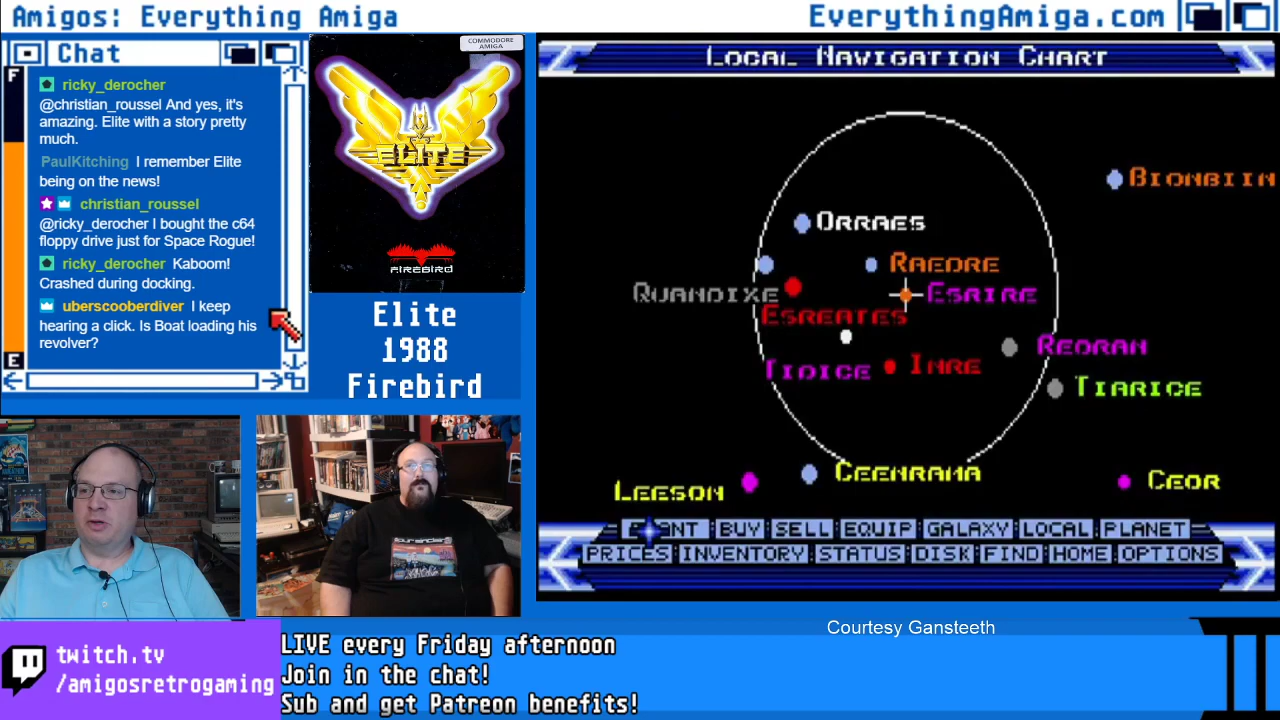 Amigos: Everything Amiga
EverythingAmiga.com
Chat
F
E
ricky_derocher
@christian_roussel And yes, it's
amazing. Elite with a story pretty
much.
PaulKitching I remember Elite
being on the news!
christian_roussel
@ricky_derocher I bought the c64
floppy drive just for Space Rogue!
ricky_derocher Kaboom!
Crashed during docking.
uberscooberdiver I keep
hearing a click. Is Boat loading his
revolver?
COMMODORE
AMIGA
ELITE
FIREBIRD
Elite
1988
Firebird
LOCAL NAVIGATION CHART
BIONBIIN
ORRAES
RAEDRE
QUANDIXE
ESAIRE
ESREATES
REORAN
TIDICE
INRE
TIARICE
CEENRAMA
LEESON
CEOR
BUY SELL EQUIP GALAXY LOCAL PLANET
PRICES INVENTORY STATUS DISK FIND HOME OPTIONS
Courtesy Gansteeth
twitch.tv
/amigosretrogaming
LIVE every Friday afternoon
Join in the chat!
Sub and get Patreon benefits!